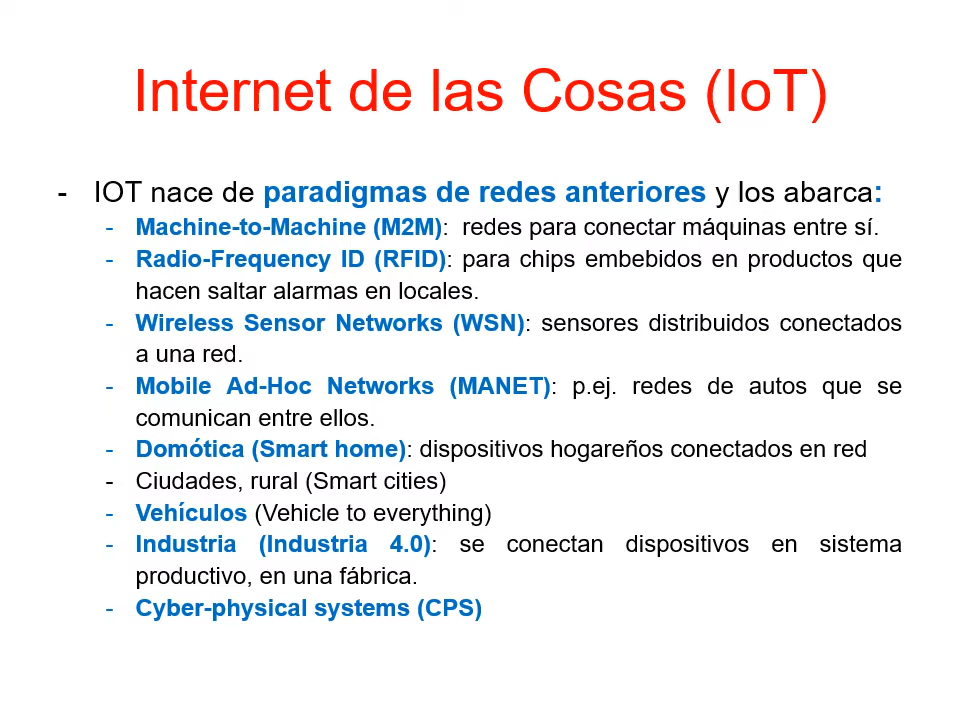 Internet de las Cosas (IoT)
- IOT nace de paradigmas de redes anteriores y los abarca:
- Machine-to-Machine (M2M): redes para conectar máquinas entre sí.
- Radio-Frequency ID (RFID): para chips embebidos en productos que
hacen saltar alarmas en locales.
- Wireless Sensor Networks (WSN): sensores distribuidos conectados
a una red.
- Mobile Ad-Hoc Networks (MANET): p.ej. redes de autos que se
comunican entre ellos.
- Domótica (Smart home): dispositivos hogareños conectados en red
- Ciudades, rural (Smart cities)
- Vehículos (Vehicle to everything)
- Industria (Industria 4.0): se conectan dispositivos en sistema
productivo, en una fábrica.
- Cyber-physical systems (CPS)